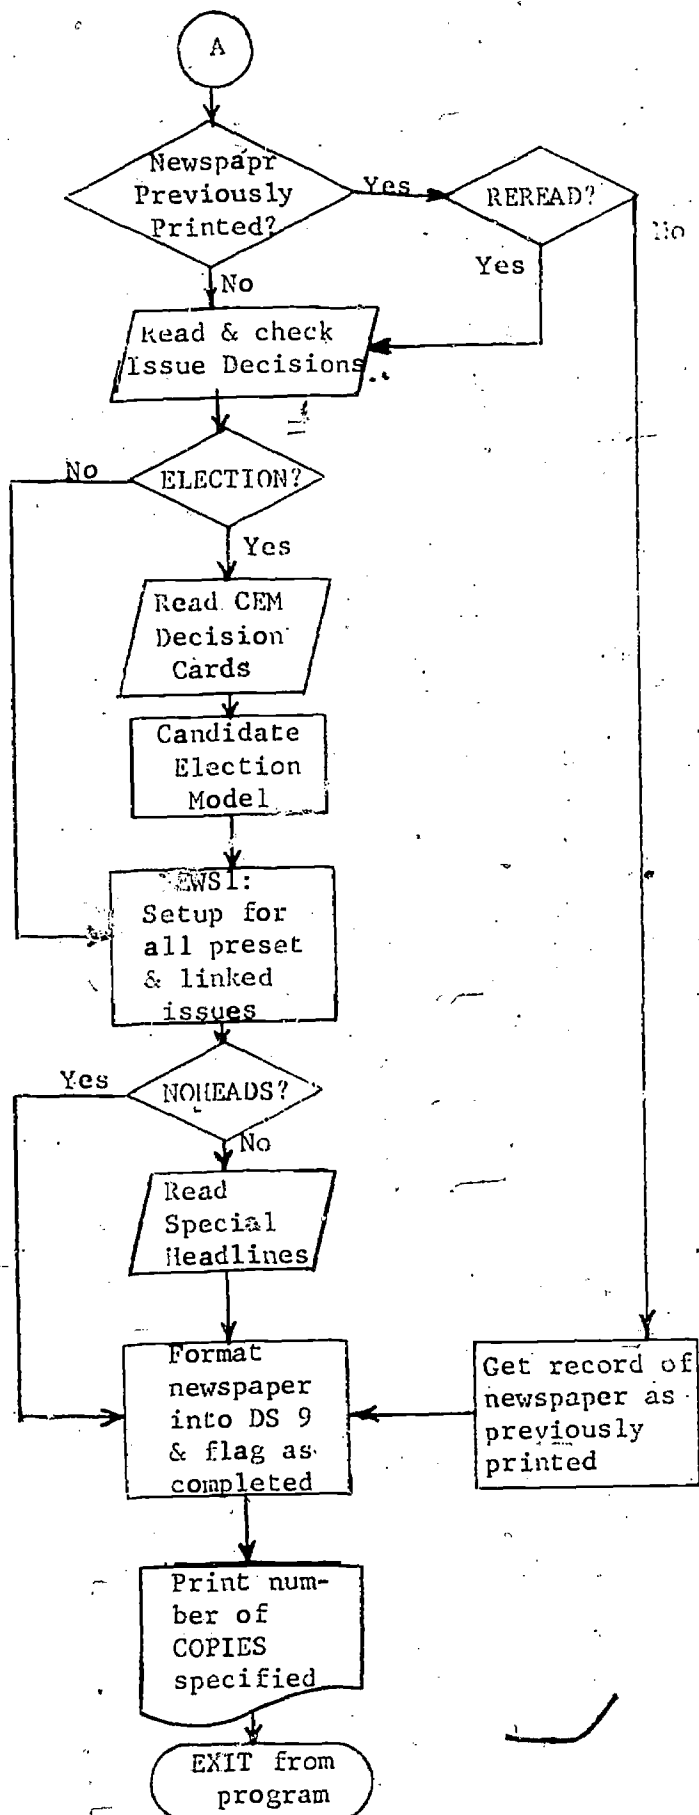 A
Newspapr
Previously
Printed?
Yes
REREAD?
No
Yes
No
Read & check
Issue Decisions
No
ELECTION?
Yes
Read CEM
Decision
Cards
Candidate
Election
Model
NEWS1:
Setup for
all preset
& linked
issues
Yes
NOHEADS?
No
Read
Special
Headlines
Format
newspaper
into DS 9
& flag as
completed
Get record of
newspaper as
previously
printed
Print num-
ber of
COPIES
specified
EXIT from
program